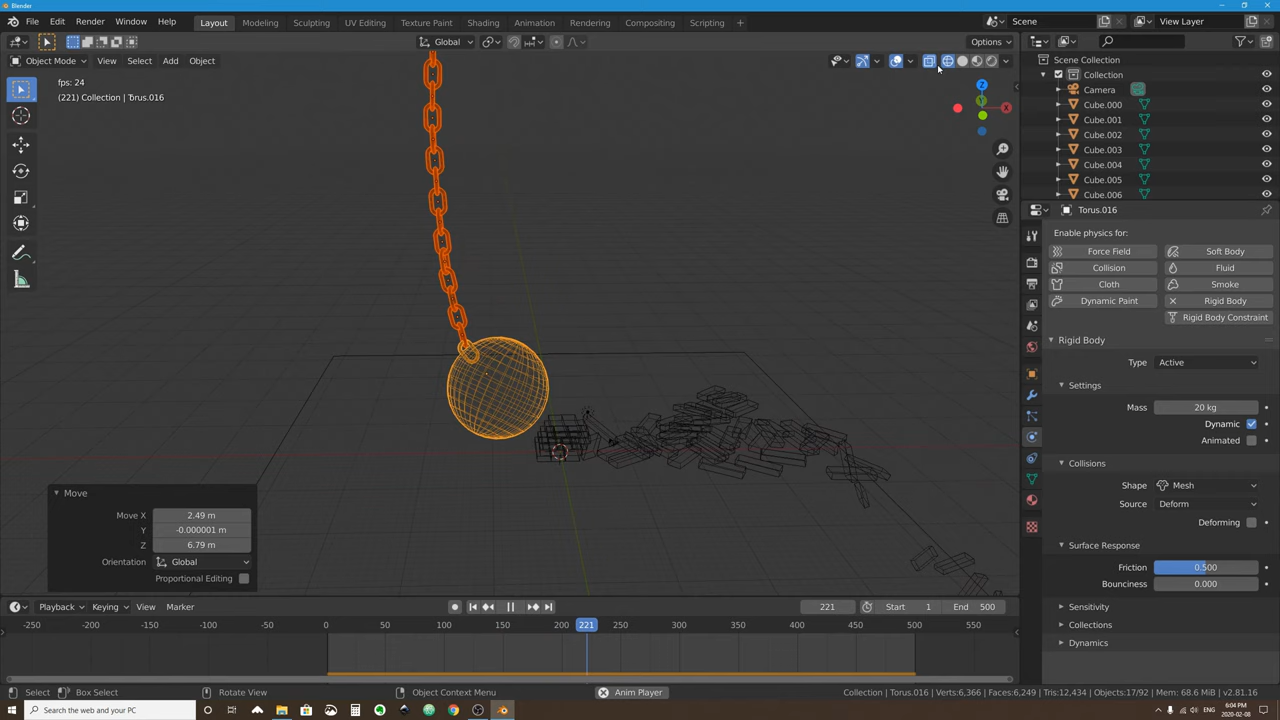 Blender
File Edit Render Window Help
Layout Modeling Sculpting UV Editing Texture Paint Shading Animation Rendering Compositing Scripting +
Scene
View Layer
Global
Options
Object Mode View Select Add Object
fps: 24
(221) Collection | Torus.016
X
Y
Z
Scene Collection
Collection
Camera
Cube.000
Cube.001
Cube.002
Cube.003
Cube.004
Cube.005
Cube.006
Torus.016
Enable physics for:
Force Field Soft Body
Collision Fluid
Cloth Smoke
Dynamic Paint Rigid Body
Rigid Body Constraint
Rigid Body
Type Active
Settings
Mass 20 kg
Dynamic
Animated
Collisions
Shape Mesh
Source Deform
Deforming
Surface Response
Friction 0.500
Bounciness 0.000
Sensitivity
Collections
Dynamics
Move
Move X 2.49 m
Y -0.000001 m
Z 6.79 m
Orientation Global
Proportional Editing
Playback Keying View Marker
221 Start 1 End 500
-250 -200 -150 -100 -50 0 50 100 150 200 221 250 300 350 400 450 500 550
Select Box Select Rotate View Object Context Menu Anim Player Collection | Torus.016 | Verts:6,366 | Faces:6,249 | Tris:12,434 | Objects:17/92 | Mem: 68.6 MiB | v2.81.16
Search the web and your PC
6:04 PM
2020-02-08